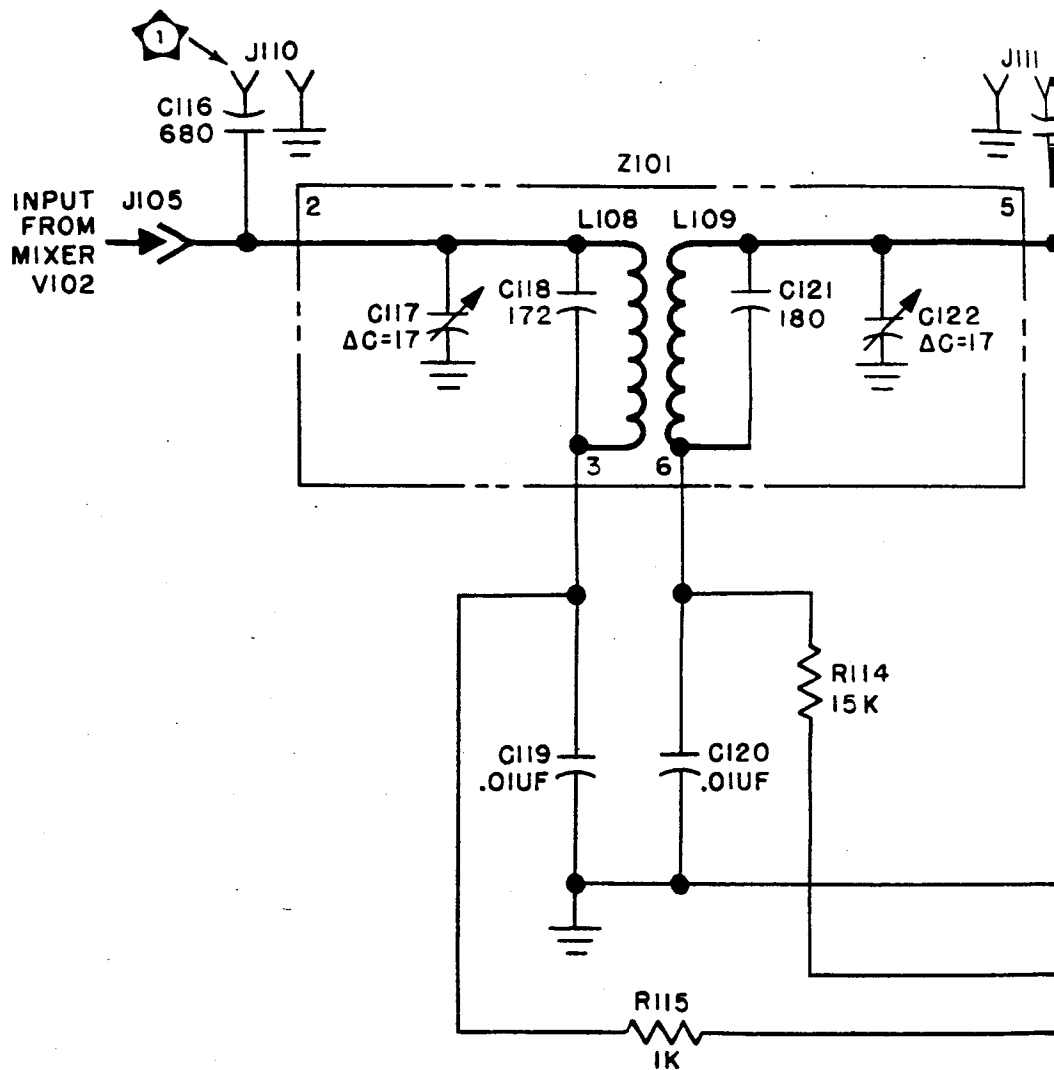 1
J110
J111
C116
680
Z101
INPUT
FROM
MIXER
V102
J105
2
L108
L109
5
C117
ΔC=17
C118
172
C121
180
C122
ΔC=17
3
6
R114
15K
C119
.01UF
C120
.01UF
R115
1K